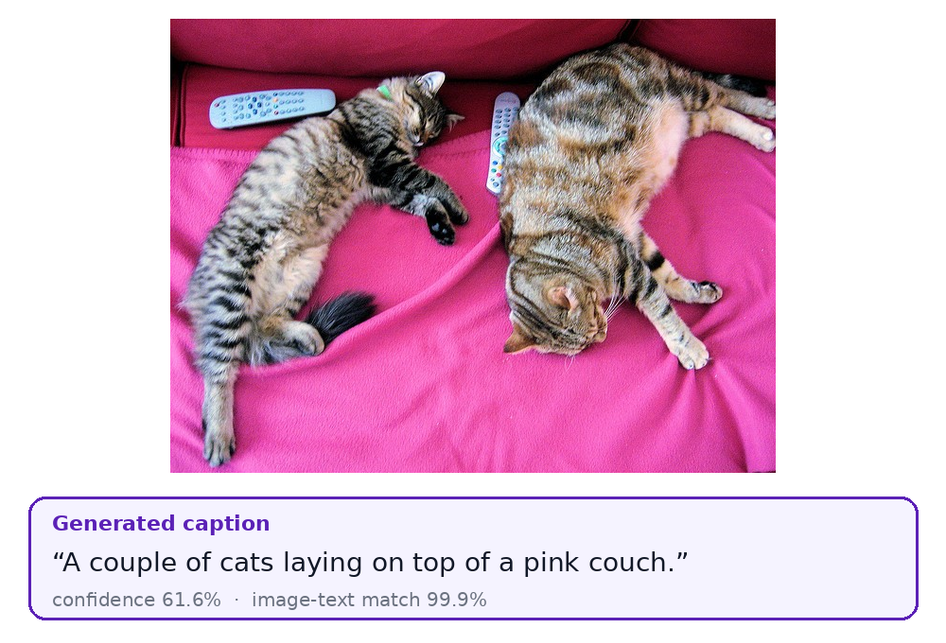 Generated caption
“A couple of cats laying on top of a pink couch.”
confidence 61.6%  ·  image-text match 99.9%